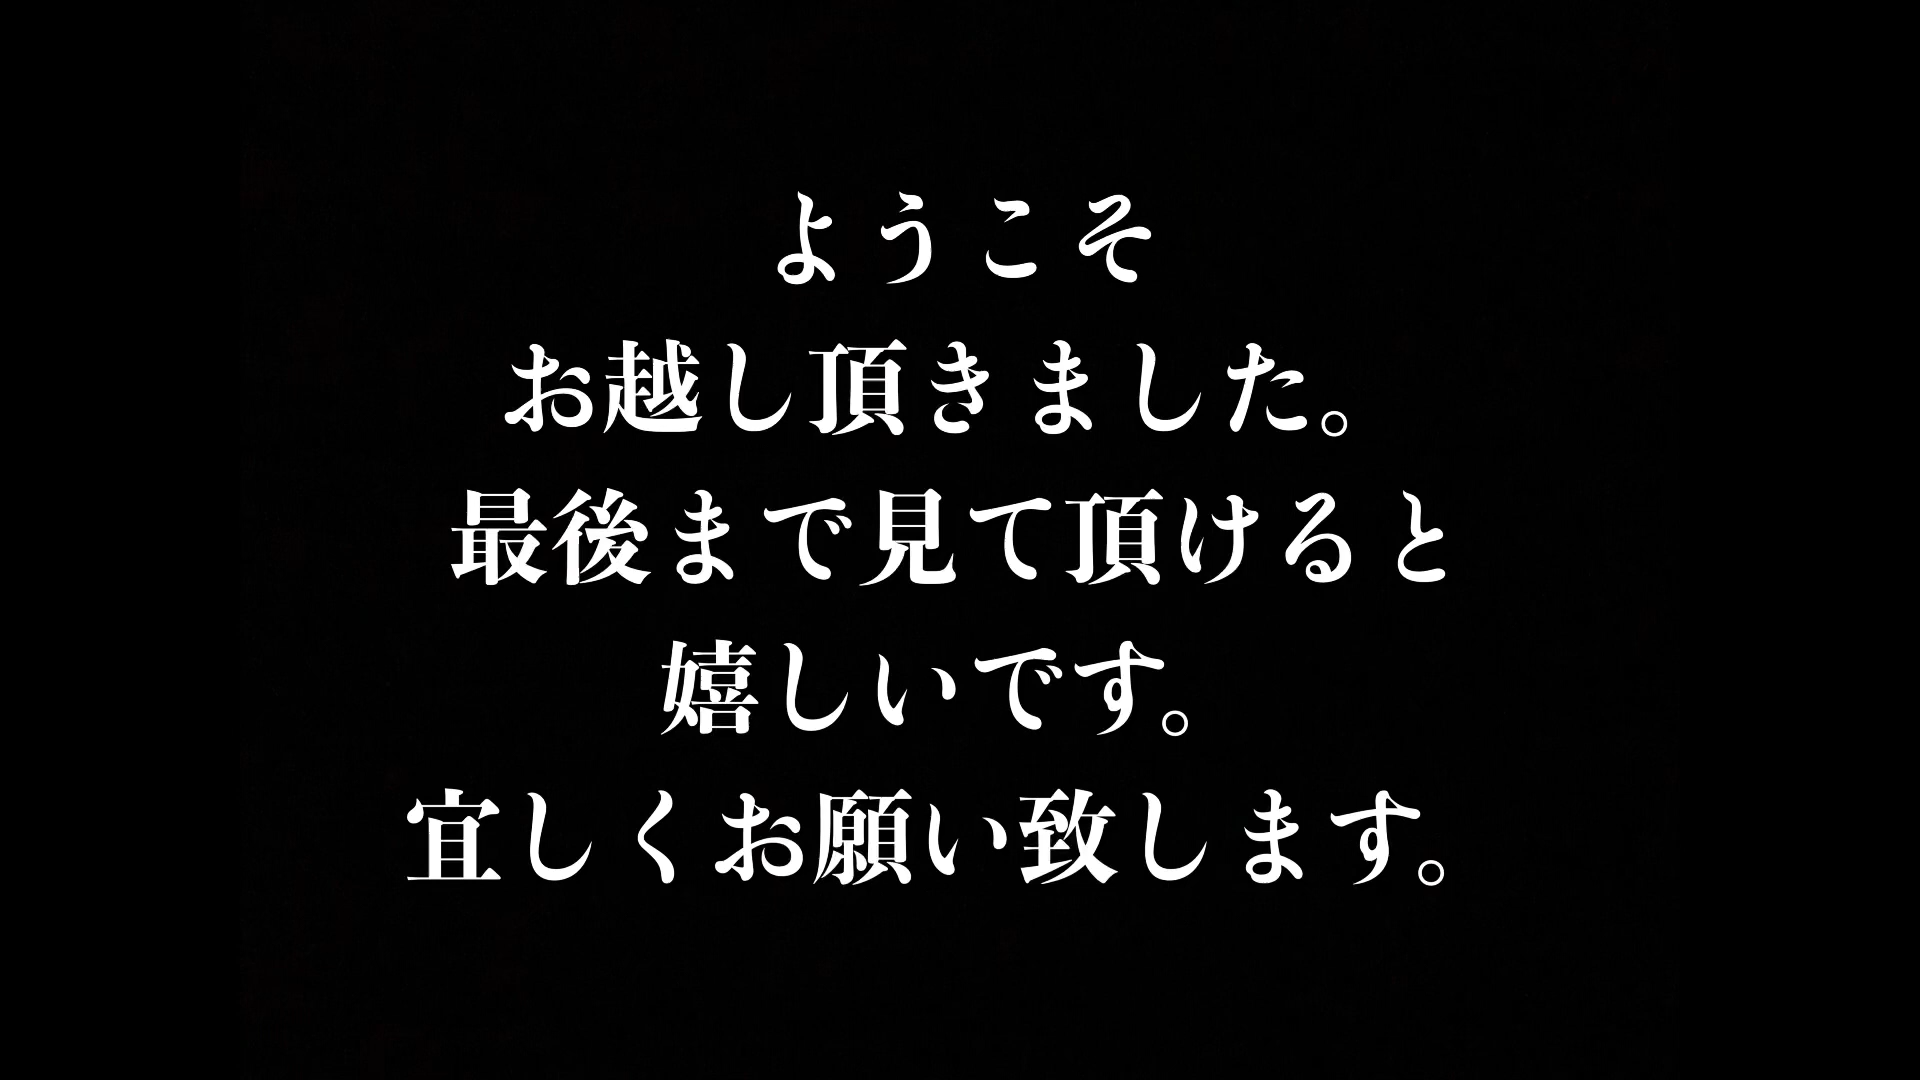 ようこそ
お越し頂きました。
最後まで見て頂けると
嬉しいです。
宜しくお願い致します。